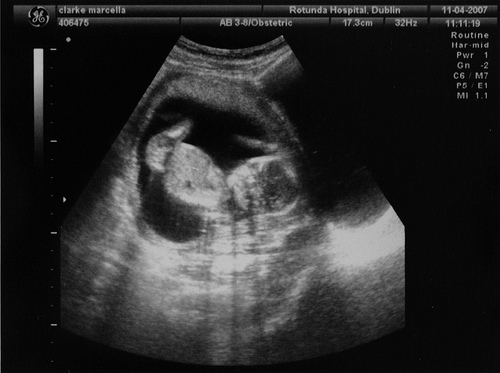 GE
clarke marcella Rotunda Hospital, Dublin 11-04-2007
406475 AB 3-8/Obstetric 17.3cm 32Hz 11:11:19
Routine
Har-mid
Pwr 1
Gn -2
C6 / M7
P5 / E1
MI 1.1